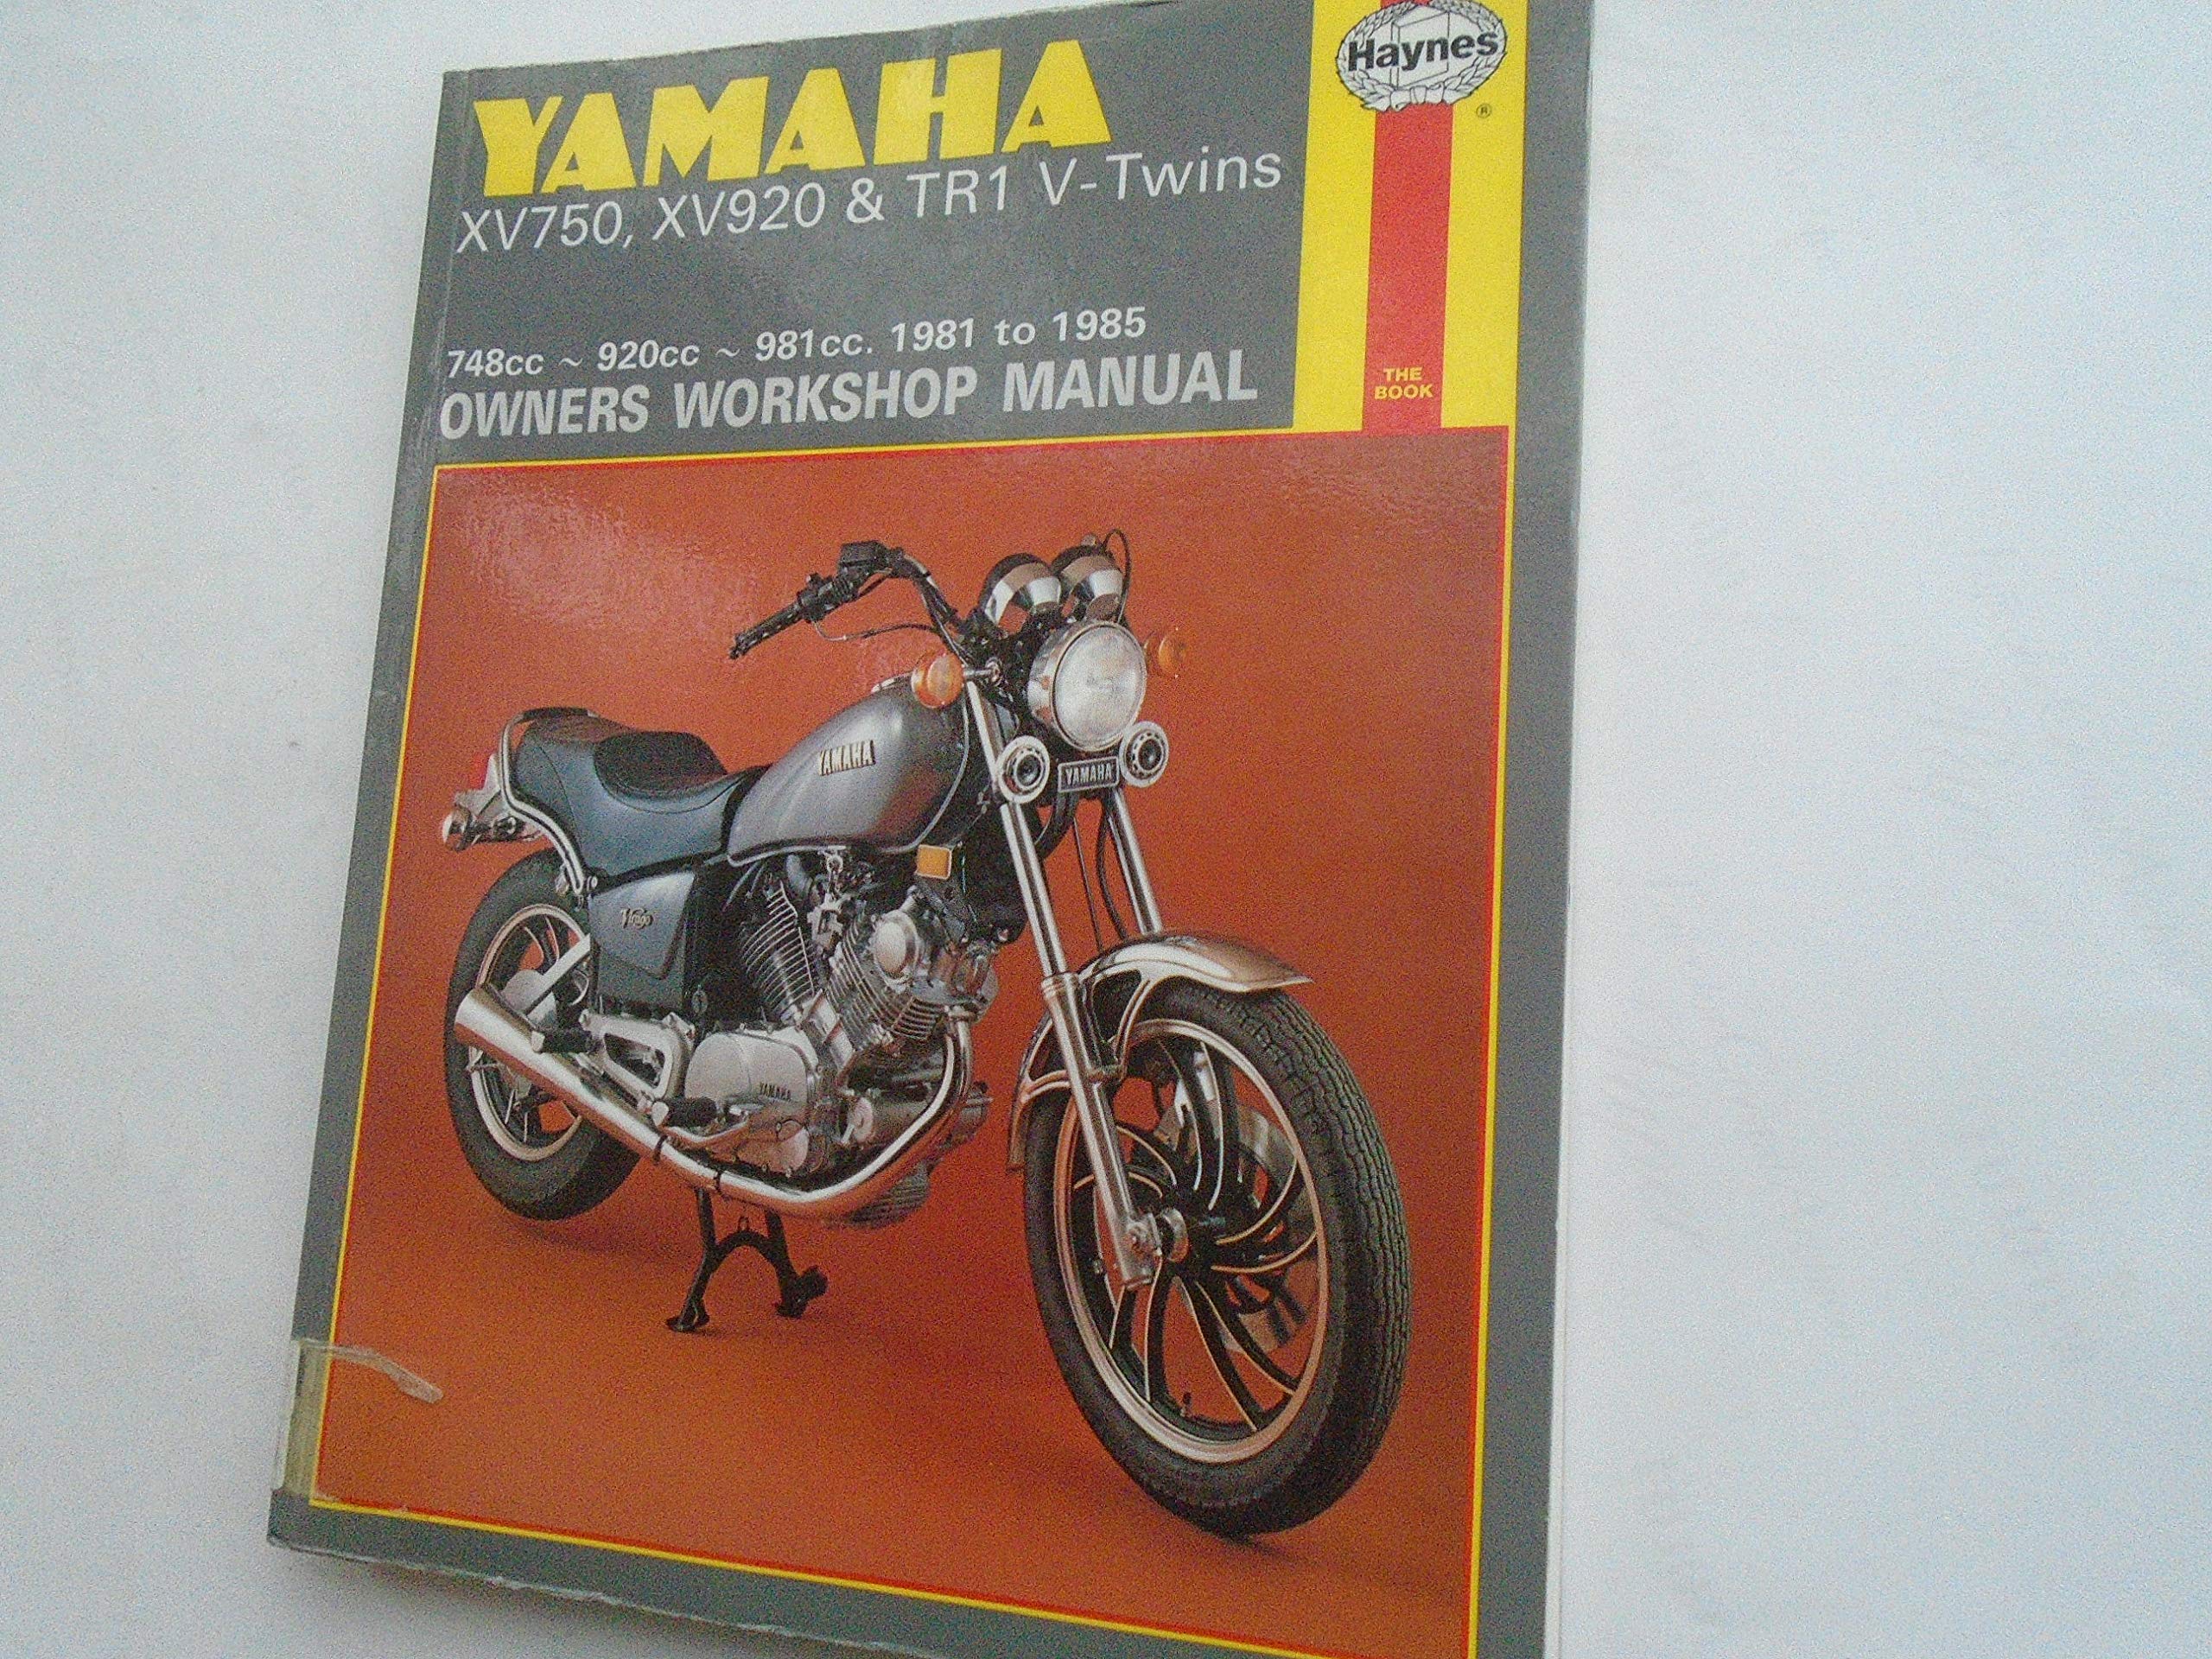 Haynes
®
YAMAHA
XV750, XV920 & TR1 V-Twins
748cc ~ 920cc ~ 981cc. 1981 to 1985
OWNERS WORKSHOP MANUAL
THE
BOOK
YAMAHA
YAMAHA
Virago
YAMAHA